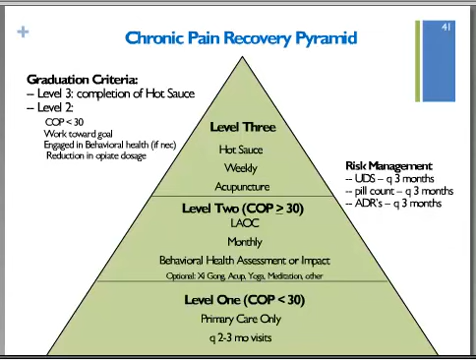 +
41
Chronic Pain Recovery Pyramid
Graduation Criteria:
-- Level 3: completion of Hot Sauce
-- Level 2:
COP < 30
Work toward goal
Engaged in Behavioral health (if nec)
Reduction in opiate dosage
Level Three
Hot Sauce
Weekly
Acupuncture
Risk Management
-- UDS – q 3 months
-- pill count – q 3 months
-- ADR's – q 3 months
Level Two (COP ≥ 30)
LAOC
Monthly
Behavioral Health Assessment or Impact
Optional: Xi Gong, Acup, Yoga, Meditation, other
Level One (COP < 30)
Primary Care Only
q 2-3 mo visits